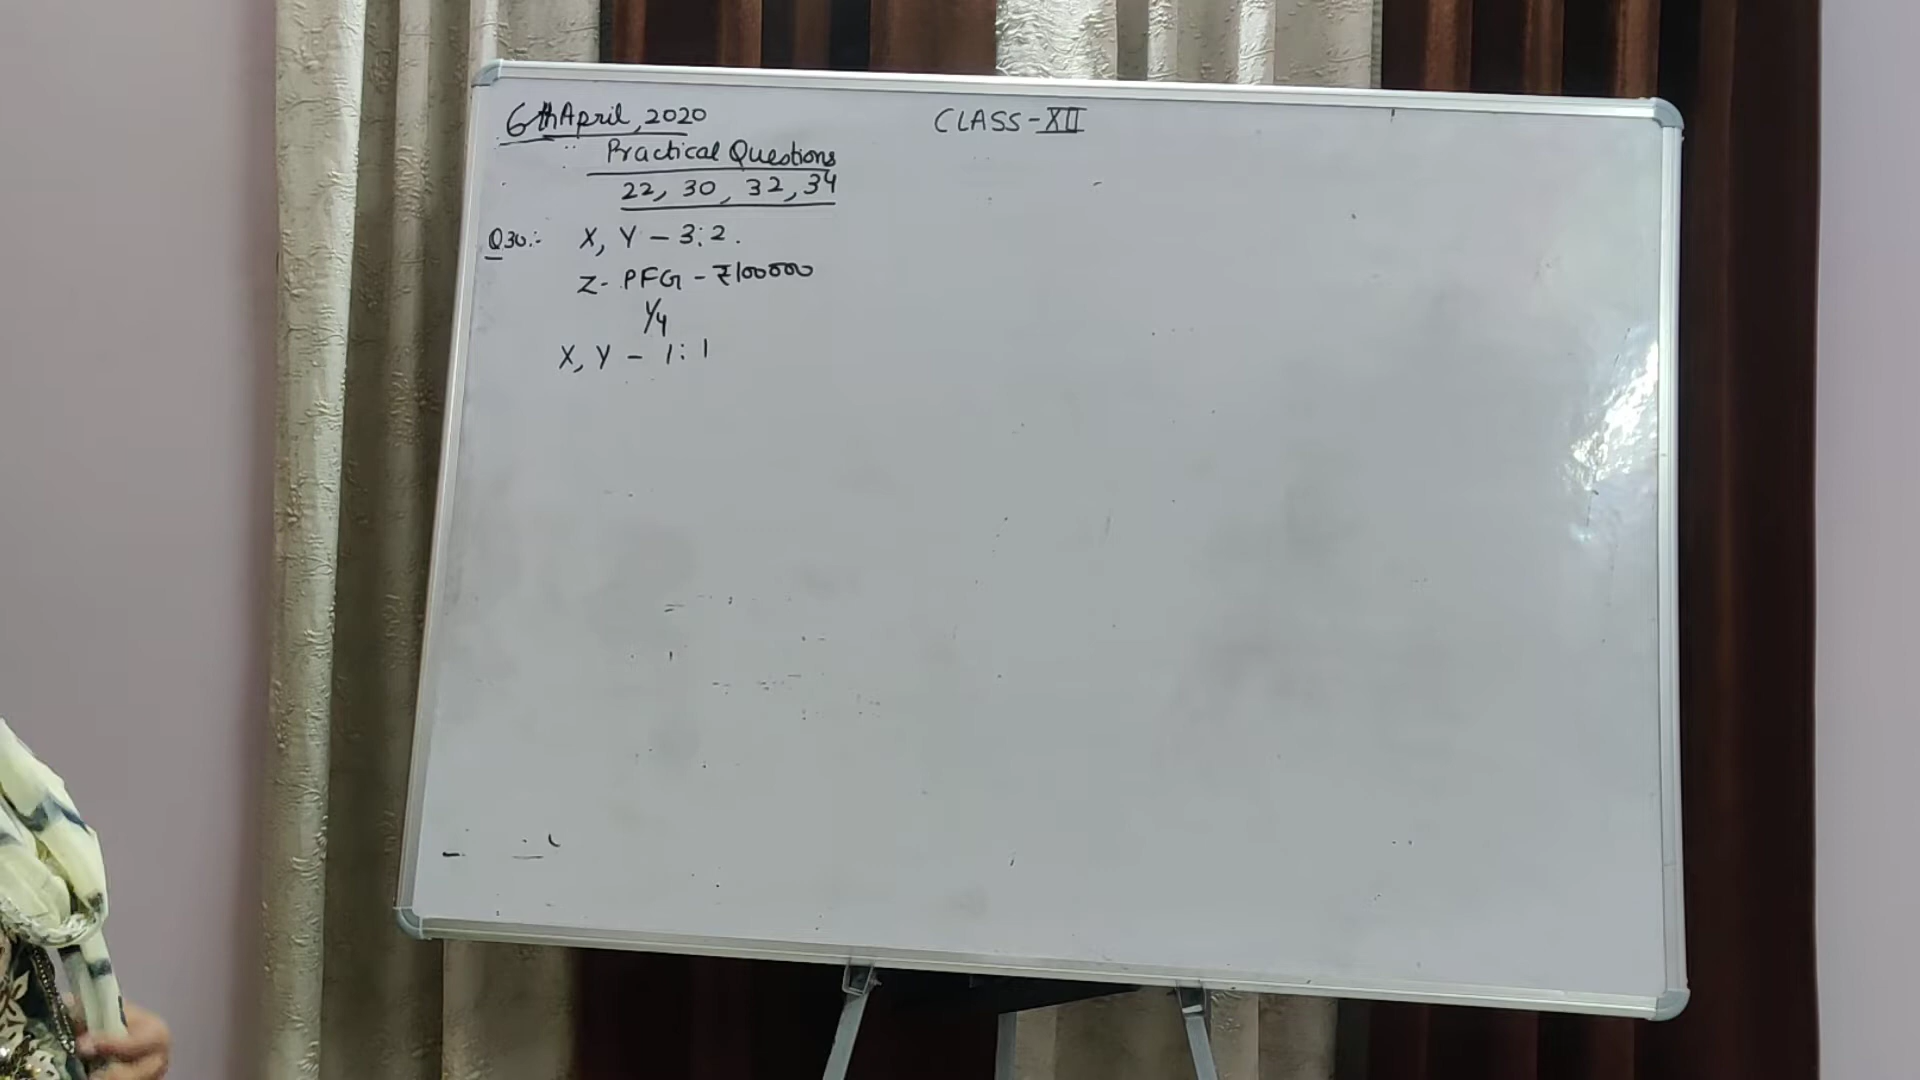 6th April, 2020
CLASS-XII
Practical Questions
22, 30, 32, 34
Q30:- X, Y - 3:2.
Z- PFG - ₹100000
1/4
X, Y - 1:1